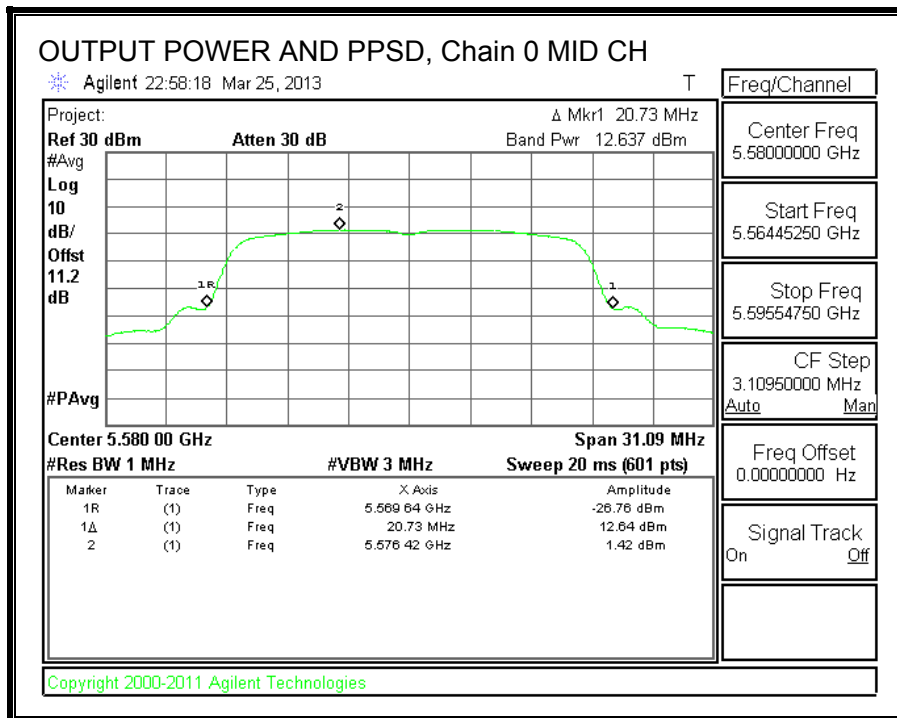 OUTPUT POWER AND PPSD, Chain 0 MID CH
Agilent 22:58:18 Mar 25, 2013 T
Project: Δ Mkr1 20.73 MHz
Ref 30 dBm Atten 30 dB Band Pwr 12.637 dBm
#Avg
Log
10
dB/
Offst
11.2
dB
#PAvg
2
1R
1
Center 5.580 00 GHz Span 31.09 MHz
#Res BW 1 MHz #VBW 3 MHz Sweep 20 ms (601 pts)
Marker Trace Type X Axis Amplitude
1R (1) Freq 5.569 64 GHz -26.76 dBm
1Δ (1) Freq 20.73 MHz 12.64 dBm
2 (1) Freq 5.576 42 GHz 1.42 dBm
Freq/Channel
Center Freq
5.58000000 GHz
Start Freq
5.56445250 GHz
Stop Freq
5.59554750 GHz
CF Step
3.10950000 MHz
Auto Man
Freq Offset
0.00000000 Hz
Signal Track
On Off
Copyright 2000-2011 Agilent Technologies